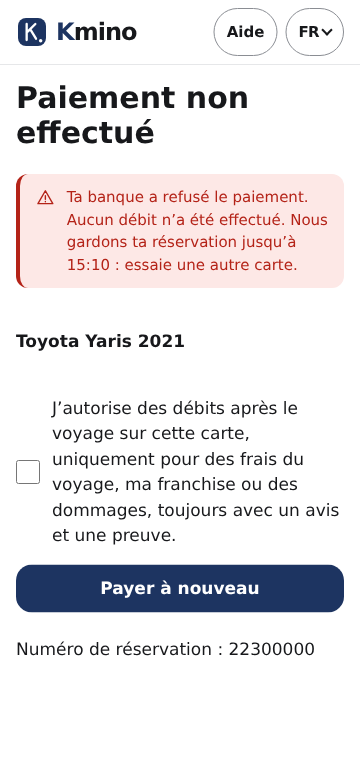 Kmino
Aide
FR
Paiement non
effectué
Ta banque a refusé le paiement.
Aucun débit n’a été effectué. Nous
gardons ta réservation jusqu’à
15:10 : essaie une autre carte.
Toyota Yaris 2021
J’autorise des débits après le
voyage sur cette carte,
uniquement pour des frais du
voyage, ma franchise ou des
dommages, toujours avec un avis
et une preuve.
Payer à nouveau
Numéro de réservation : 22300000